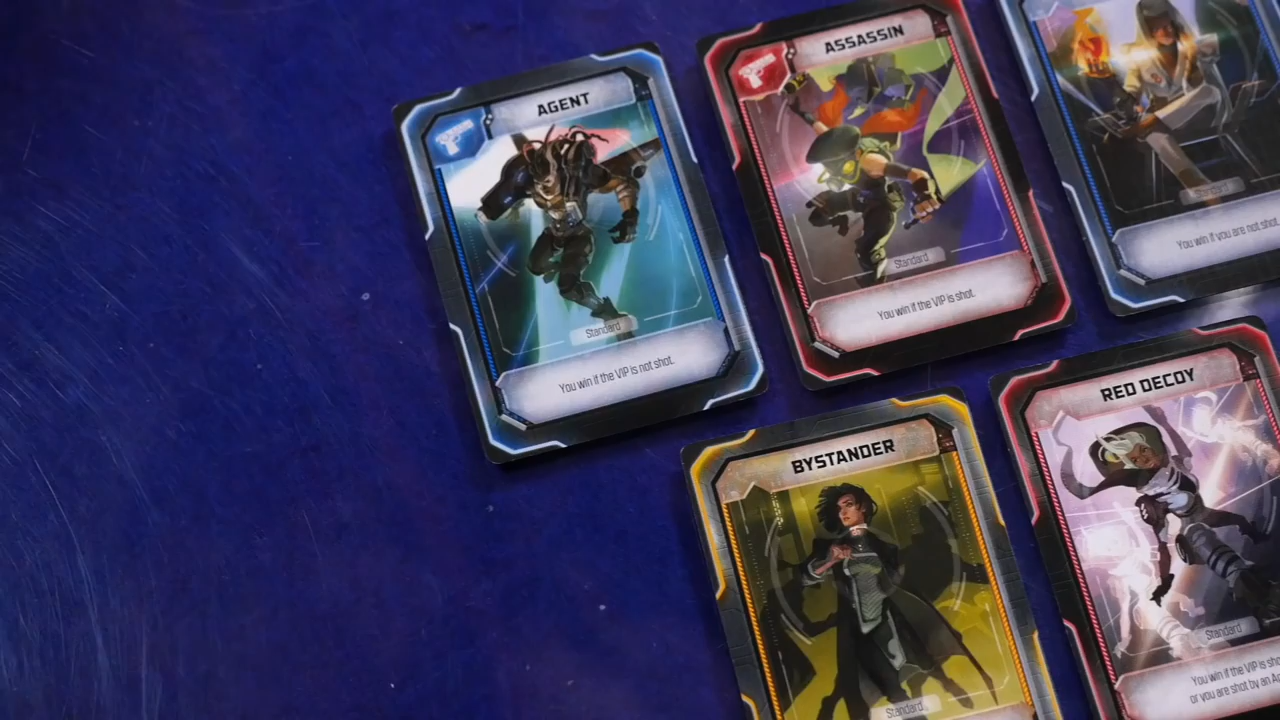 AGENT
Standard
You win if the VIP is not shot.
ASSASSIN
Standard
You win if the VIP is shot.
Standard
You win if you are not shot
BYSTANDER
Standard
RED DECOY
Standard
You win if the VIP is
or you are shot by an